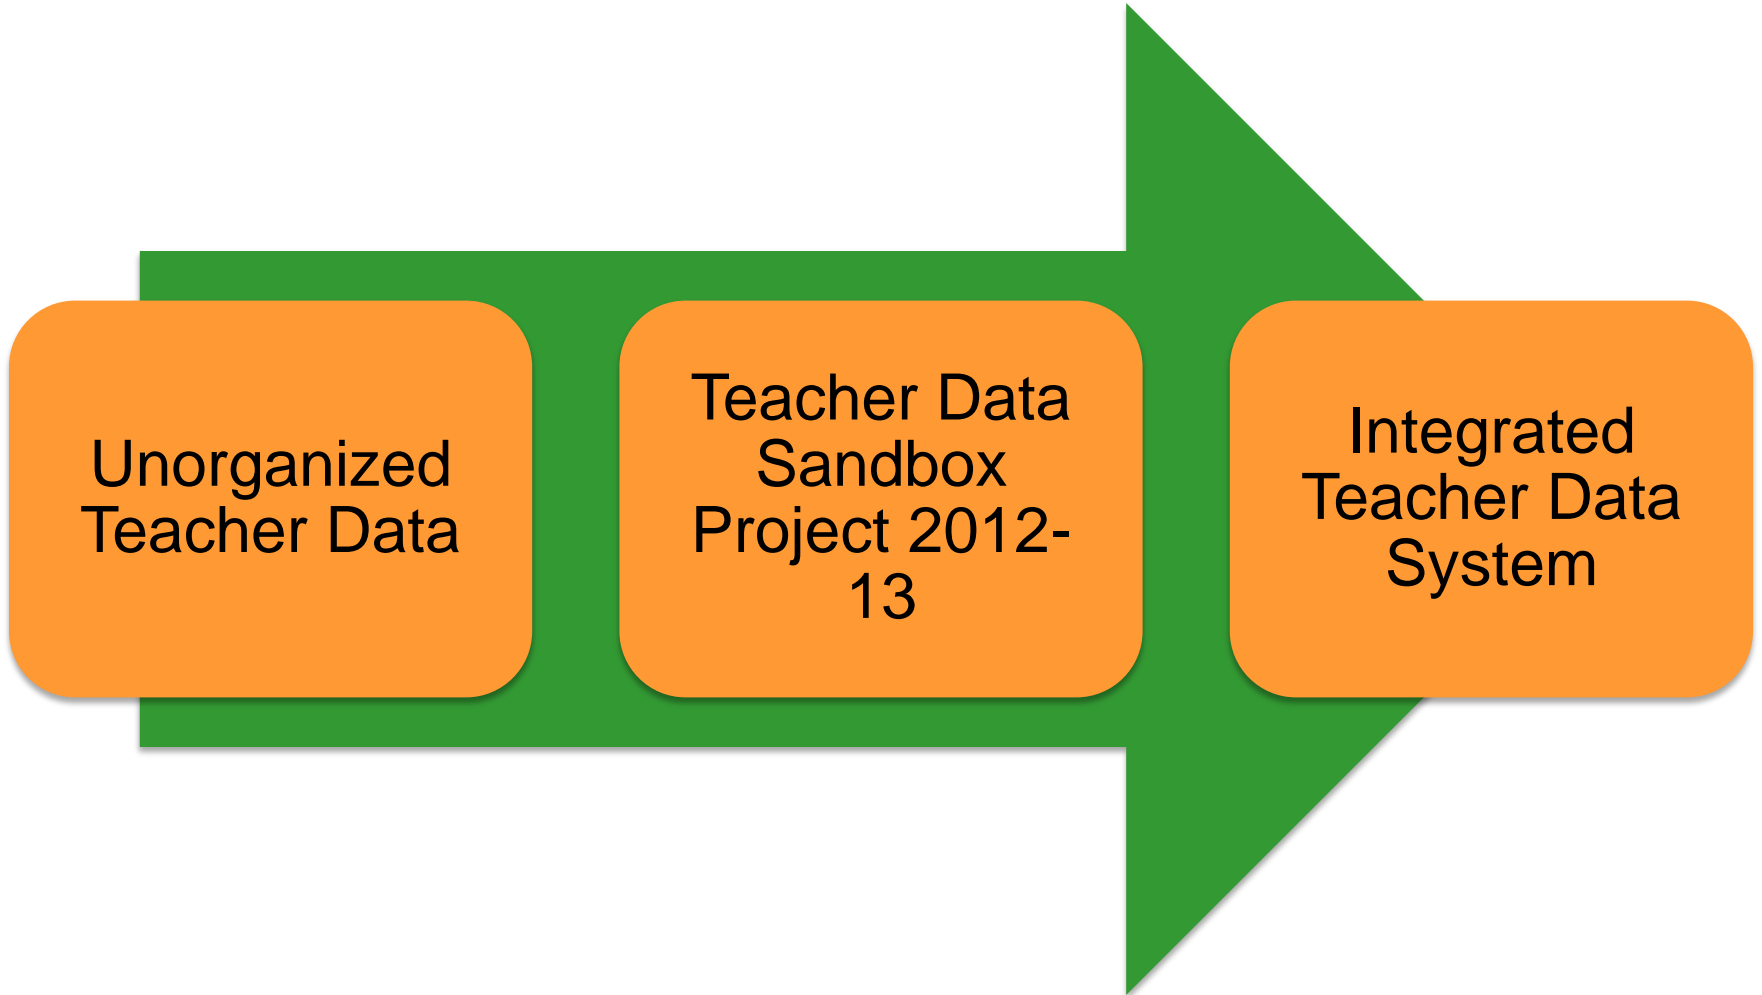 Unorganized
Teacher Data
Teacher Data
Sandbox
Project 2012-
13
Integrated
Teacher Data
System